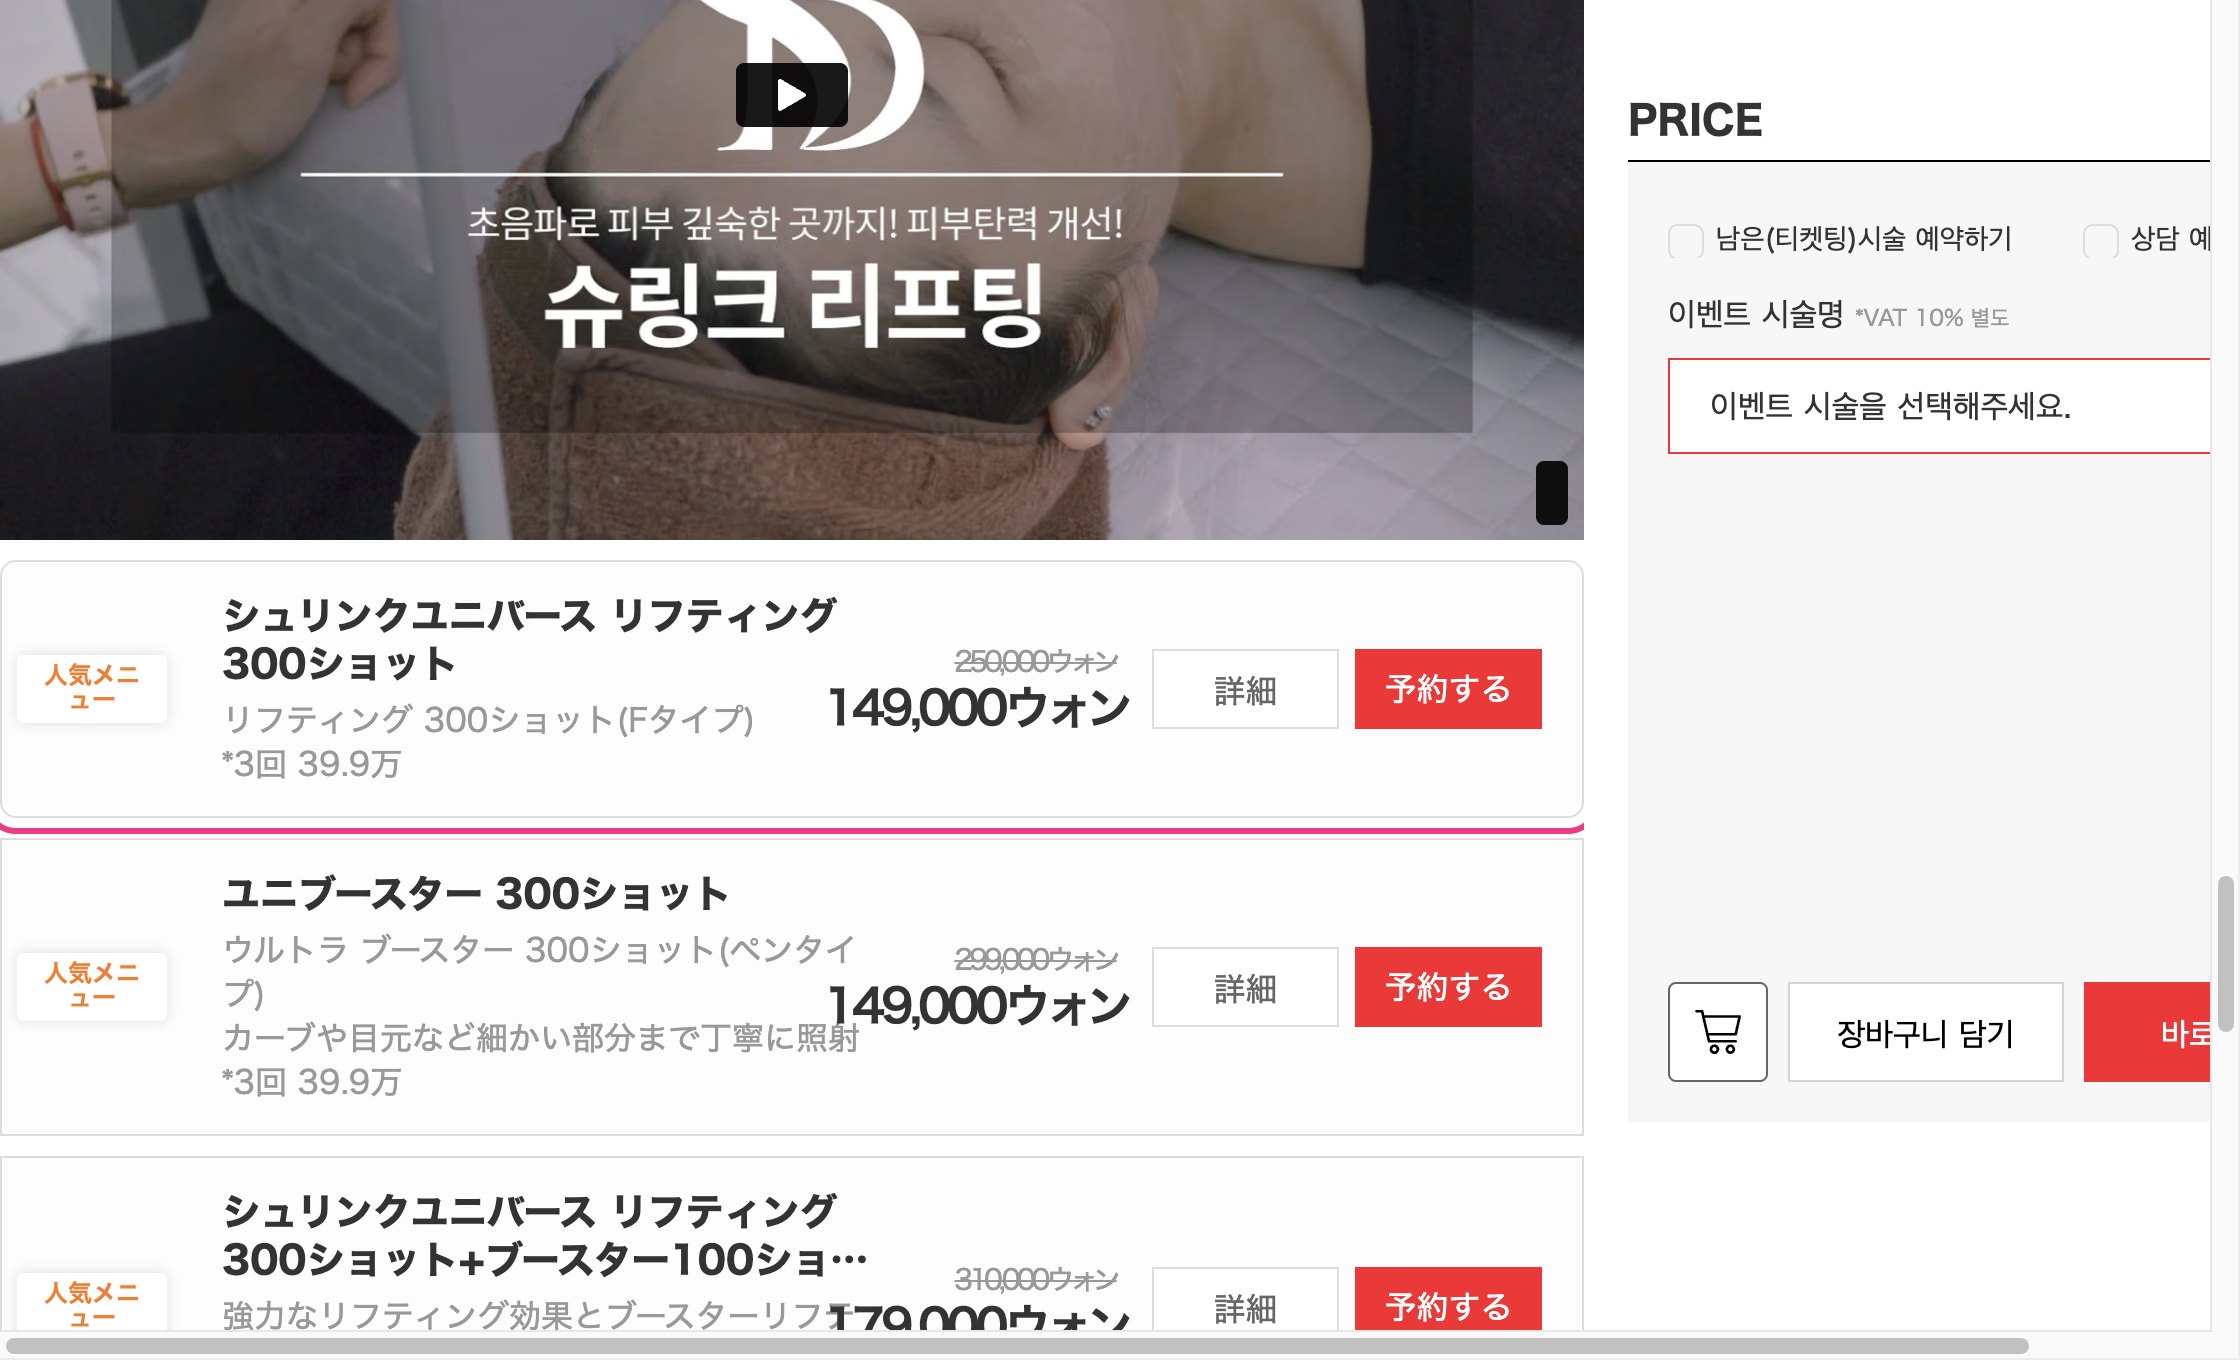 초음파로 피부 깊숙한 곳까지! 피부탄력 개선!
슈링크 리프팅
人気メニ
ュー
シュリンクユニバース リフティング
300ショット
リフティング 300ショット(Fタイプ)
*3回 39.9万
250,000ウォン
149,000ウォン
詳細
予約する
人気メニ
ュー
ユニブースター 300ショット
ウルトラ ブースター 300ショット(ペンタイ
プ)
カーブや目元など細かい部分まで丁寧に照射
*3回 39.9万
299,000ウォン
149,000ウォン
詳細
予約する
人気メニ
ュー
シュリンクユニバース リフティング
300ショット+ブースター100ショ…
強力なリフティング効果とブースターリフテ
310,000ウォン
179,000ウォン
詳細
予約する
PRICE
남은(티켓팅)시술 예약하기
상담 예
이벤트 시술명 *VAT 10% 별도
이벤트 시술을 선택해주세요.
장바구니 담기
바로